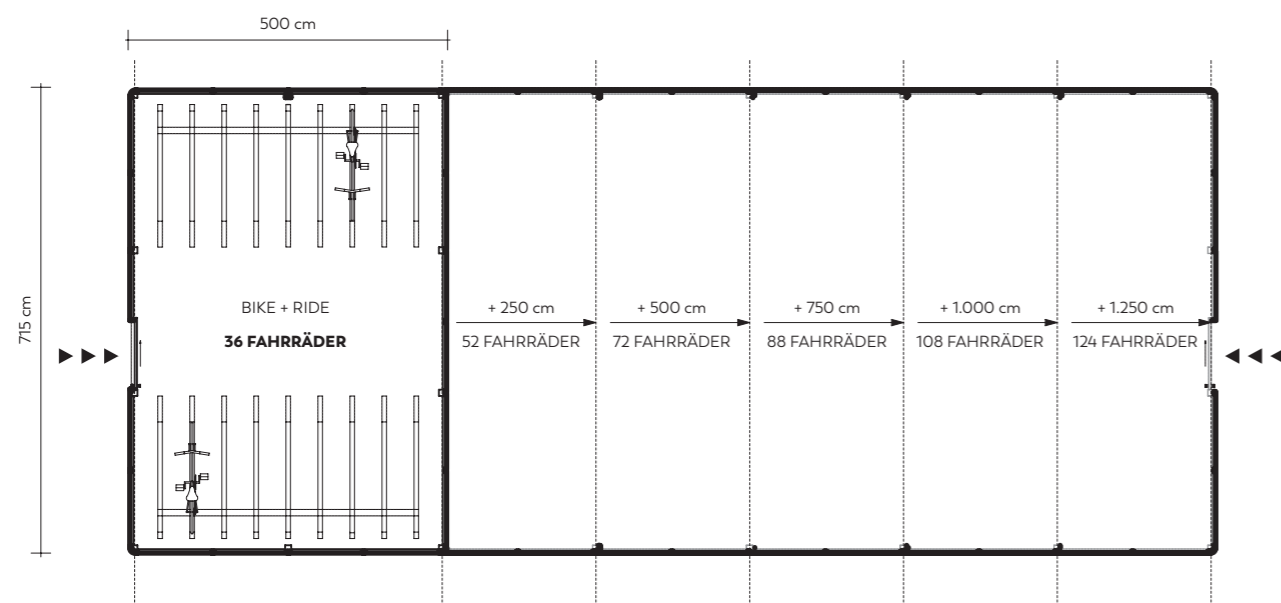 500 cm
715 cm
BIKE + RIDE
36 FAHRRÄDER
+ 250 cm
52 FAHRRÄDER
+ 500 cm
72 FAHRRÄDER
+ 750 cm
88 FAHRRÄDER
+ 1.000 cm
108 FAHRRÄDER
+ 1.250 cm
124 FAHRRÄDER